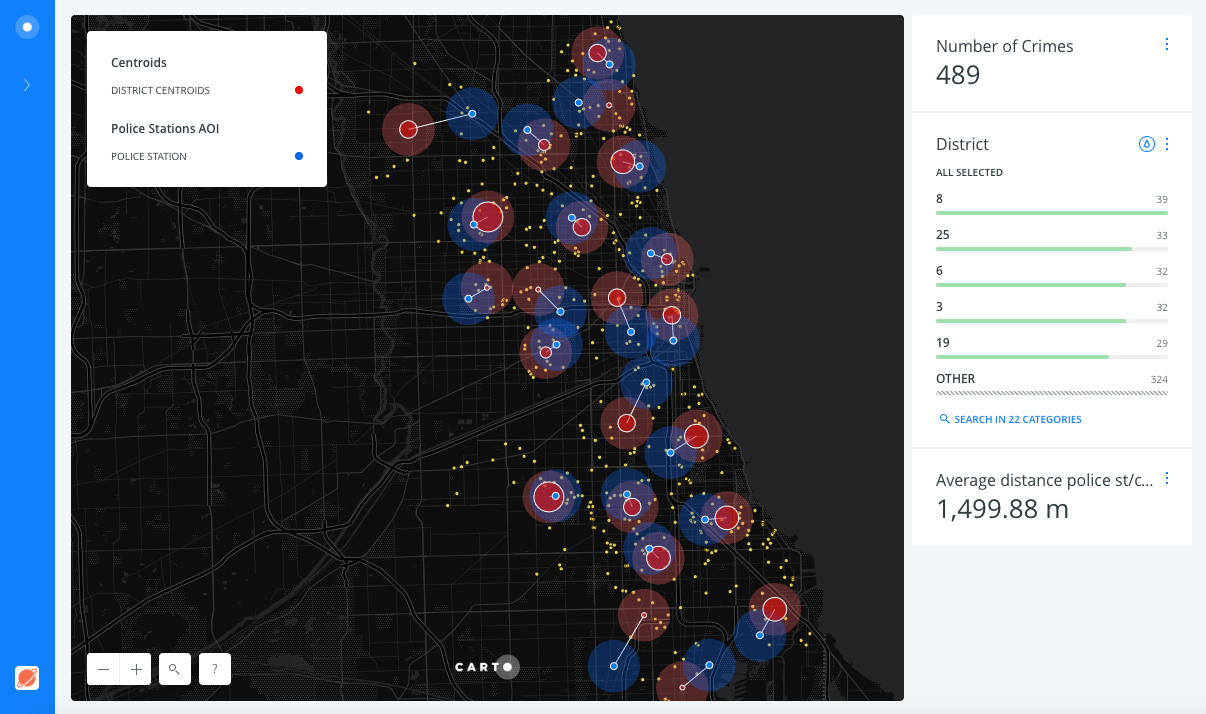 Centroids
DISTRICT CENTROIDS
Police Stations AOI
POLICE STATION
?
CARTO
Number of Crimes
489
District
ALL SELECTED
8 39
25 33
6 32
3 32
19 29
OTHER 324
SEARCH IN 22 CATEGORIES
Average distance police st/c...
1,499.88 m